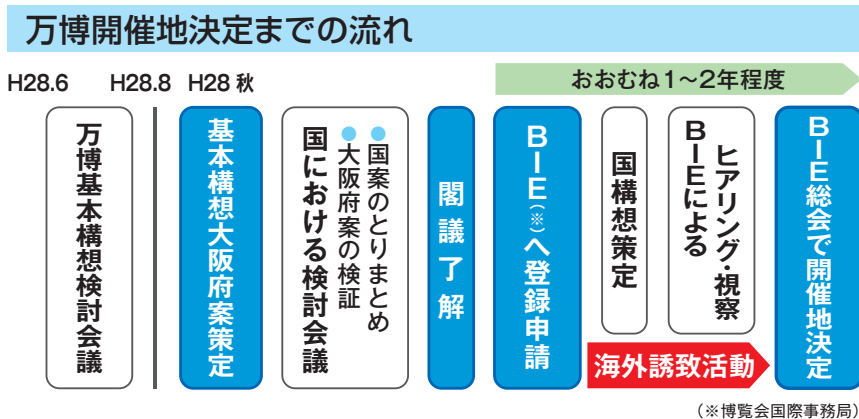 万博開催地決定までの流れ
H28.6
H28.8
H28 秋
おおむね1～2年程度
万博基本構想検討会議
基本構想大阪府案策定
国における検討会議
●大阪府案の検証
●国案のとりまとめ
閣議了解
BIE(※)へ登録申請
国構想策定
BIEによる
ヒアリング・視察
BIE総会で開催地決定
海外誘致活動
(※博覧会国際事務局)